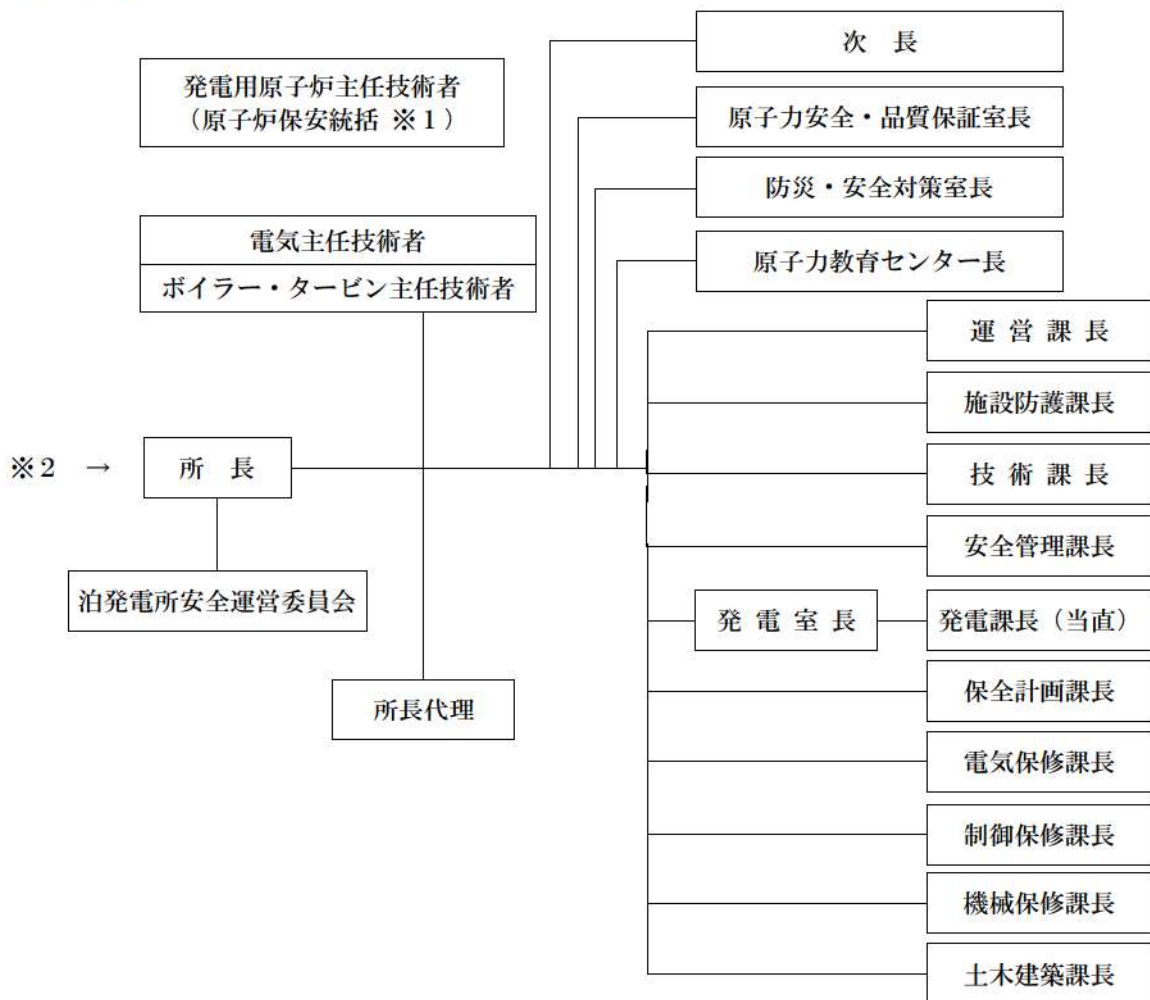 次 長
発電用原子炉主任技術者
（原子炉保安統括 ※1）
原子力安全・品質保証室長
防災・安全対策室長
電気主任技術者
ボイラー・タービン主任技術者
原子力教育センター長
運 営 課 長
施設防護課長
※2 → 所 長
技 術 課 長
安全管理課長
泊発電所安全運営委員会
発 電 室 長
発電課長（当直）
保全計画課長
所長代理
電気保修課長
制御保修課長
機械保修課長
土木建築課長